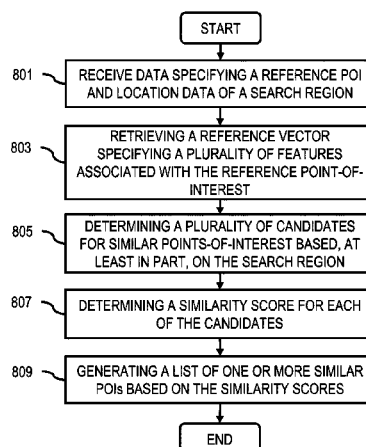 START
801
RECEIVE DATA SPECIFYING A REFERENCE POI
AND LOCATION DATA OF A SEARCH REGION
803
RETRIEVING A REFERENCE VECTOR
SPECIFYING A PLURALITY OF FEATURES
ASSOCIATED WITH THE REFERENCE POINT-OF-
INTEREST
805
DETERMINING A PLURALITY OF CANDIDATES
FOR SIMILAR POINTS-OF-INTEREST BASED, AT
LEAST IN PART, ON THE SEARCH REGION
807
DETERMINING A SIMILARITY SCORE FOR EACH
OF THE CANDIDATES
809
GENERATING A LIST OF ONE OR MORE SIMILAR
POIs BASED ON THE SIMILARITY SCORES
END